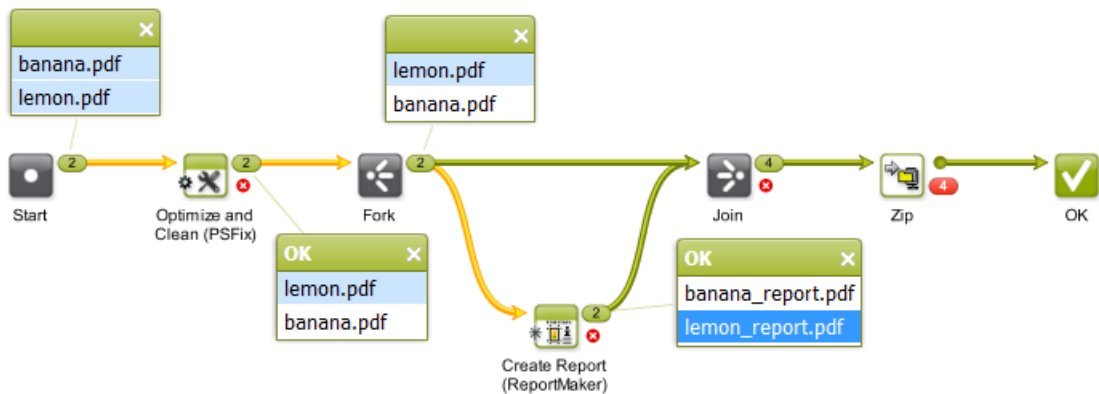 banana.pdf
lemon.pdf
lemon.pdf
banana.pdf
2
2
2
4
4
Start
Optimize and
Clean (PSFix)
Fork
Join
Zip
OK
OK
lemon.pdf
banana.pdf
OK
banana_report.pdf
lemon_report.pdf
2
Create Report
(ReportMaker)